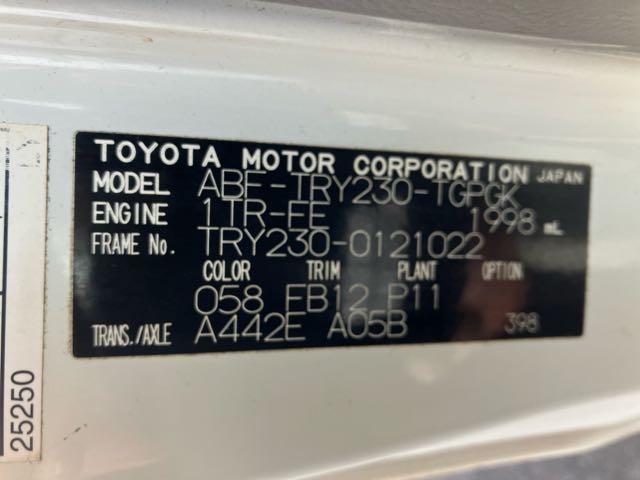 TOYOTA MOTOR CORPORATION JAPAN
MODEL ABF-TRY230-TGPGK
ENGINE 1TR-FE 1998 mL
FRAME No. TRY230-0121022
COLOR TRIM PLANT OPTION
058 FB12 P11
TRANS./AXLE A442E A05B 398
25250